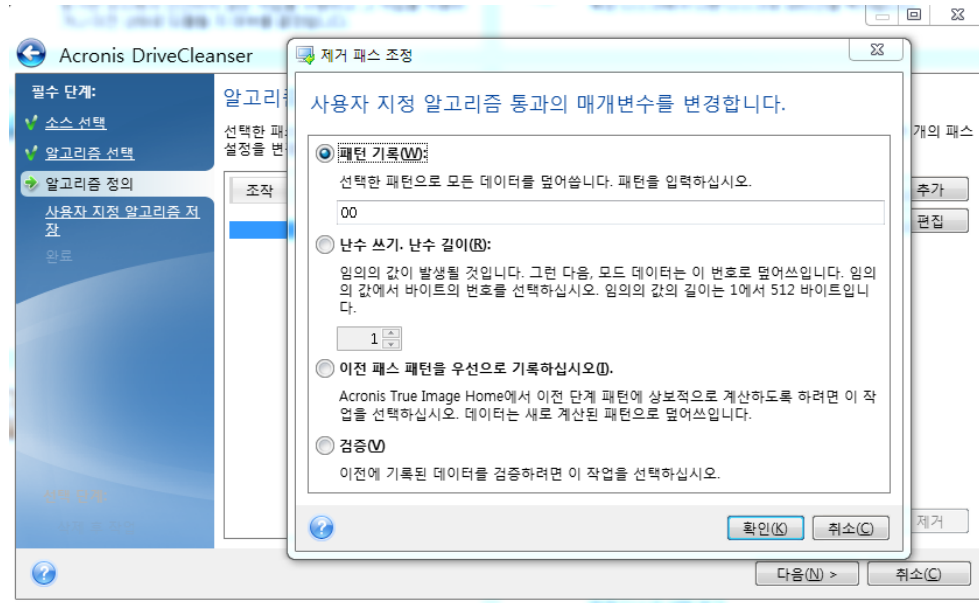 Acronis DriveClea
nser
제거 패스 조정
필수 단계:
소스 선택
알고리즘 선택
알고리즘 정의
사용자 지정 알고리즘 저
장
완료
알고리
선택한 패
설정을 변
개의 패스
조작
추가
편집
제거
사용자 지정 알고리즘 통과의 매개변수를 변경합니다.
패턴 기록(W):
선택한 패턴으로 모든 데이터를 덮어씁니다. 패턴을 입력하십시오.
00
난수 쓰기. 난수 길이(R):
임의의 값이 발생될 것입니다. 그런 다음, 모드 데이터는 이 번호로 덮어쓰입니다. 임의
의 값에서 바이트의 번호를 선택하십시오. 임의의 값의 길이는 1에서 512 바이트입니
다.
1
이전 패스 패턴을 우선으로 기록하십시오(I).
Acronis True Image Home에서 이전 단계 패턴에 상보적으로 계산하도록 하려면 이 작
업을 선택하십시오. 데이터는 새로 계산된 패턴으로 덮어쓰입니다.
검증(V)
이전에 기록된 데이터를 검증하려면 이 작업을 선택하십시오.
확인(K)
취소(C)
다음(N) >
취소(C)